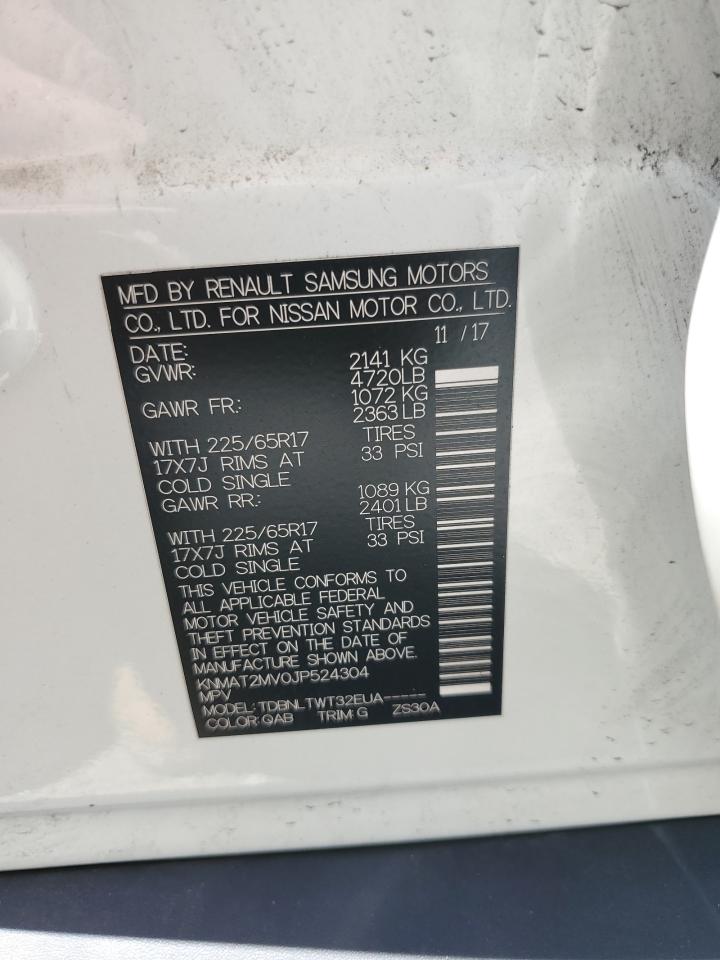 MFD BY RENAULT SAMSUNG MOTORS
CO., LTD. FOR NISSAN MOTOR CO., LTD.
DATE: 11 / 17
GVWR: 2141 KG
4720LB
GAWR FR.: 1072 KG
2363LB
WITH 225/65R17 TIRES
17X7J RIMS AT 33 PSI
COLD SINGLE
GAWR RR.: 1089 KG
2401LB
WITH 225/65R17 TIRES
17X7J RIMS AT 33 PSI
COLD SINGLE
THIS VEHICLE CONFORMS TO
ALL APPLICABLE FEDERAL
MOTOR VEHICLE SAFETY AND
THEFT PREVENTION STANDARDS
IN EFFECT ON THE DATE OF
MANUFACTURE SHOWN ABOVE.
KNMAT2MV0JP524304
MPV
MODEL: TDBNLTWT32EUA-----
COLOR: QAB TRIM: G ZS30A